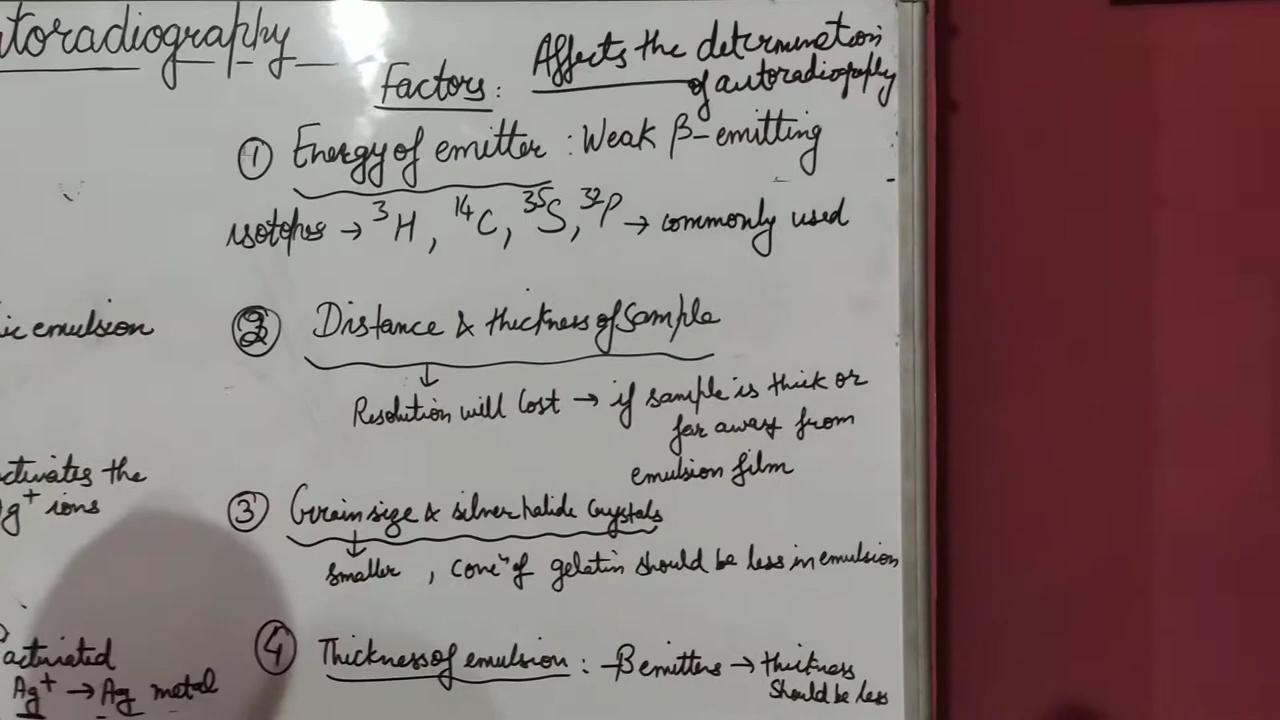 toradiography
Factors: Affects the determination
of autoradiography
① Energy of emitter : Weak β-emitting
isotopes → ³H, ¹⁴C, ³⁵S, ³²P → commonly used
ic emulsion
② Distance & thickness of sample
↓
Resolution will lost → if sample is thick or
far away from
emulsion film
ctivates the
g⁺ ions
③ Grain size & silver halide crystals
↓
smaller , concⁿ of gelatin should be less in emulsion
activated
Ag⁺ → Ag metal
④ Thickness of emulsion : -β emitters → thickness
should be less